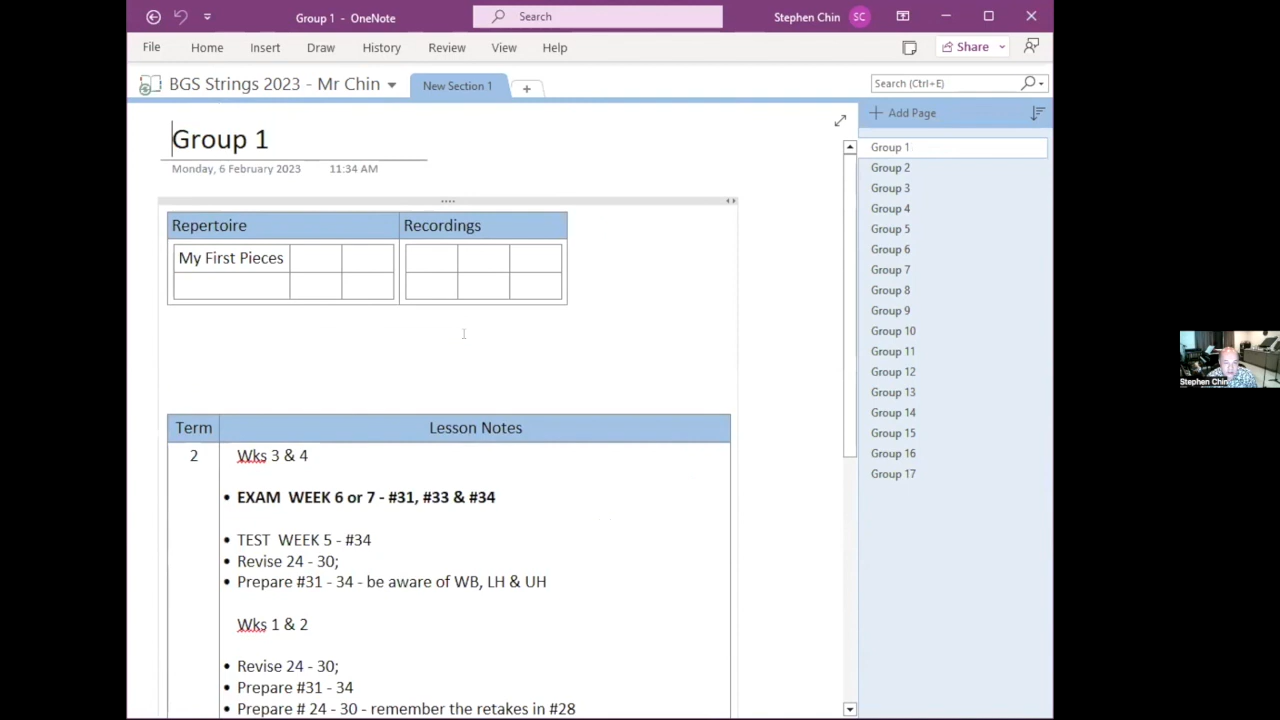 Group 1 - OneNote
Search
Stephen Chin
SC
File
Home
Insert
Draw
History
Review
View
Help
Share
BGS Strings 2023 - Mr Chin
New Section 1
+
Search (Ctrl+E)
Add Page
Group 1
Monday, 6 February 2023
11:34 AM
Repertoire
Recordings
My First Pieces
Term
Lesson Notes
2
Wks 3 & 4
• EXAM WEEK 6 or 7 - #31, #33 & #34
• TEST WEEK 5 - #34
• Revise 24 - 30;
• Prepare #31 - 34 - be aware of WB, LH & UH
Wks 1 & 2
• Revise 24 - 30;
• Prepare #31 - 34
• Prepare # 24 - 30 - remember the retakes in #28
Group 1
Group 2
Group 3
Group 4
Group 5
Group 6
Group 7
Group 8
Group 9
Group 10
Group 11
Group 12
Group 13
Group 14
Group 15
Group 16
Group 17
Stephen Chin